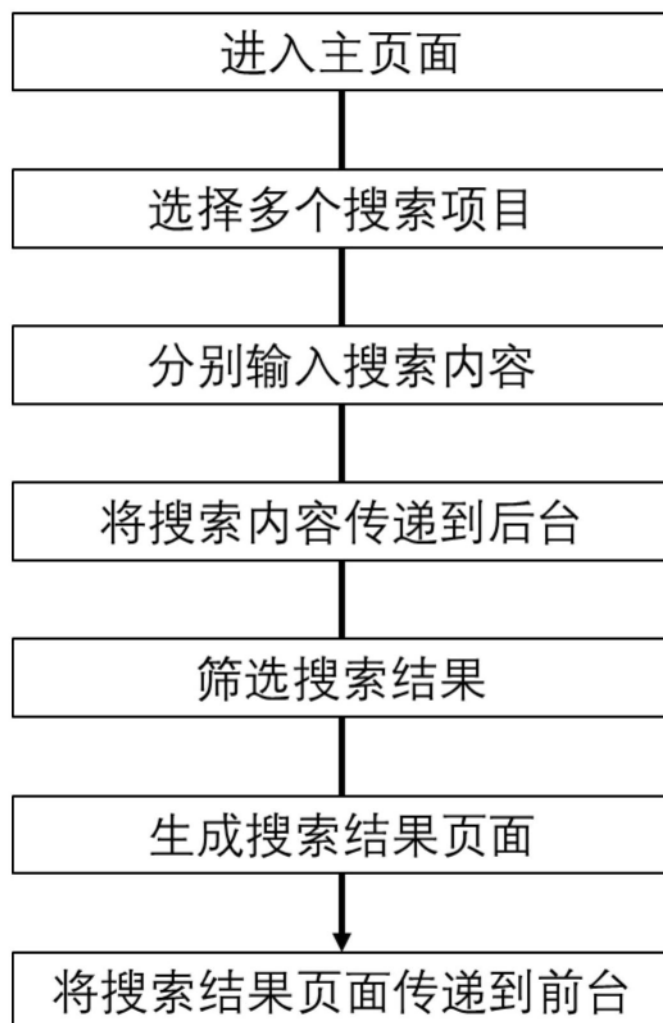 进入主页面
选择多个搜索项目
分别输入搜索内容
将搜索内容传递到后台
筛选搜索结果
生成搜索结果页面
将搜索结果页面传递到前台